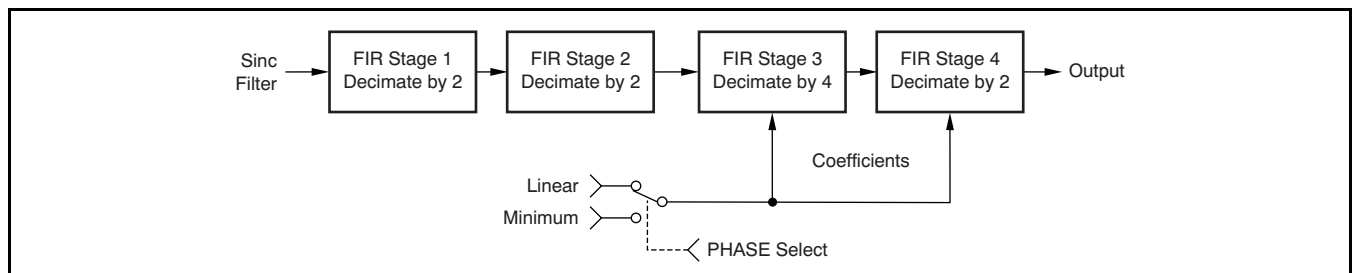 Sinc
Filter
FIR Stage 1
Decimate by 2
FIR Stage 2
Decimate by 2
FIR Stage 3
Decimate by 4
FIR Stage 4
Decimate by 2
Output
Coefficients
Linear
Minimum
PHASE Select